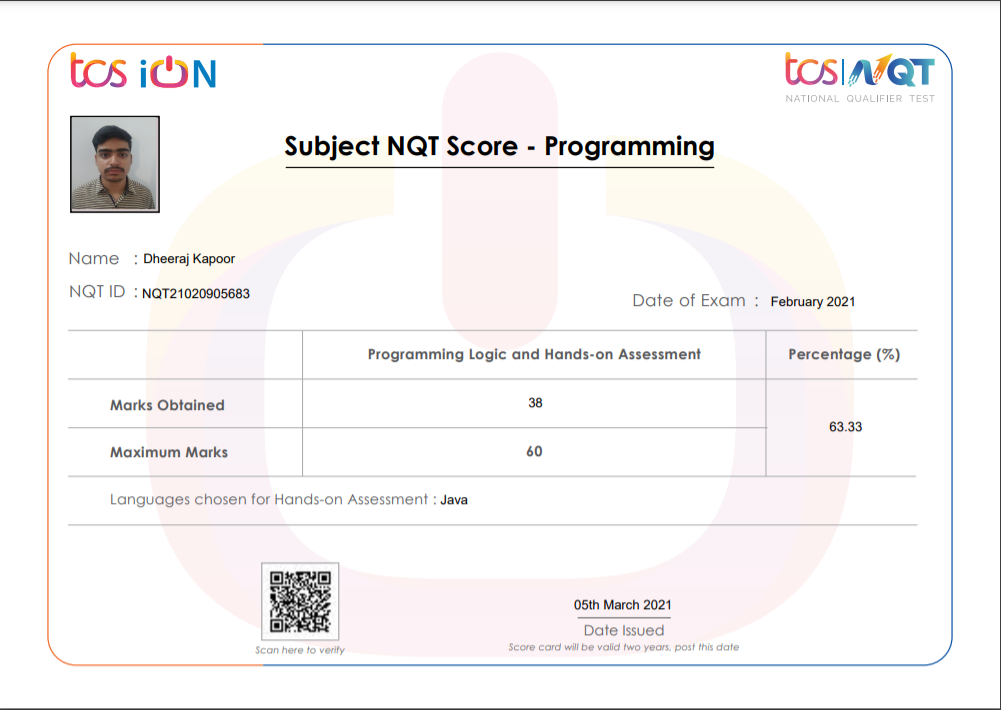 tcs iON
tcs | NQT
NATIONAL QUALIFIER TEST
Subject NQT Score - Programming
Name : Dheeraj Kapoor
NQT ID : NQT21020905683
Date of Exam : February 2021
Programming Logic and Hands-on Assessment Percentage (%)
Marks Obtained 38
63.33
Maximum Marks 60
Languages chosen for Hands-on Assessment : Java
05th March 2021
Date Issued
Scan here to verify
Score card will be valid two years, post this date